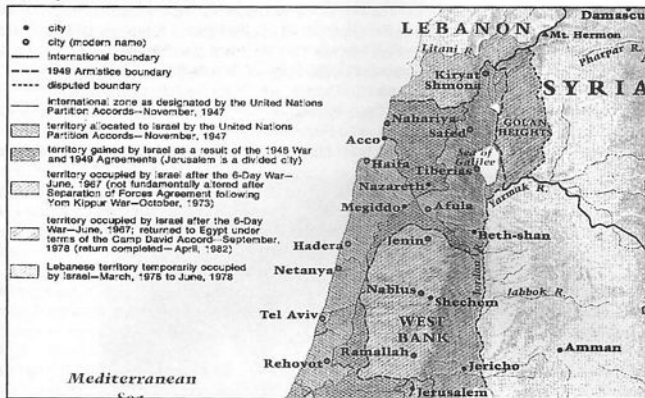 city
city (modern name)
international boundary
1949 Armistice boundary
disputed boundary
international zone as designated by the United Nations
Partition Accords—November, 1947
territory allocated to Israel by the United Nations
Partition Accords—November, 1947
territory gained by Israel as a result of the 1948 War
and 1949 Agreements (Jerusalem is a divided city)
territory occupied by Israel after the 6-Day War—
June, 1967 (not fundamentally altered after
Separation of Forces Agreement following
Yom Kippur War—October, 1973)
territory occupied by Israel after the 6-Day
War—June, 1967; returned to Egypt under
terms of the Camp David Accord—September,
1978 (return completed—April, 1982)
Lebanese territory temporarily occupied
by Israel—March, 1978 to June, 1978
Damascu
LEBANON
Mt. Hermon
Litani R.
Pharpar R.
Kiryat
Shmona
SYRIA
Nahariya
GOLAN
HEIGHTS
Safed
Acco
Sea of
Galilee
Haifa
Tiberias
Nazareth
Yarmuk R.
Megiddo
Afula
Beth-shan
Hadera
Jenin
Netanya
Jordan
Jabbok R.
Nablus
Shechem
Tel Aviv
WEST
BANK
Amman
Ramallah
Rehovot
Jericho
Mediterranean
Sea
Jerusalem